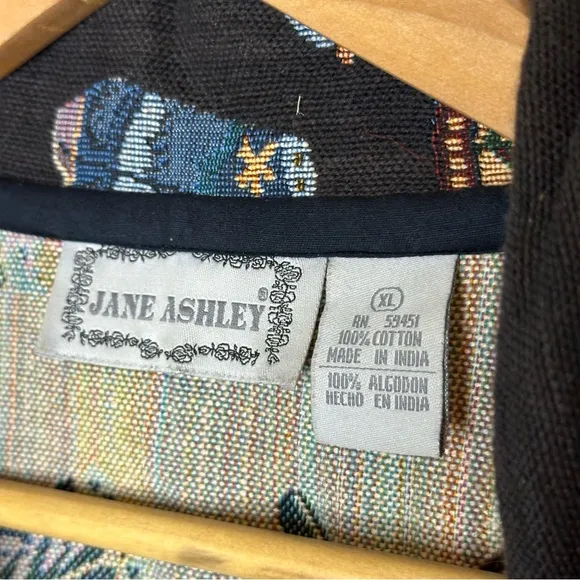 JANE ASHLEY®
XL
RN. 59451
100% COTTON
MADE IN INDIA
100% ALGODON
HECHO EN INDIA